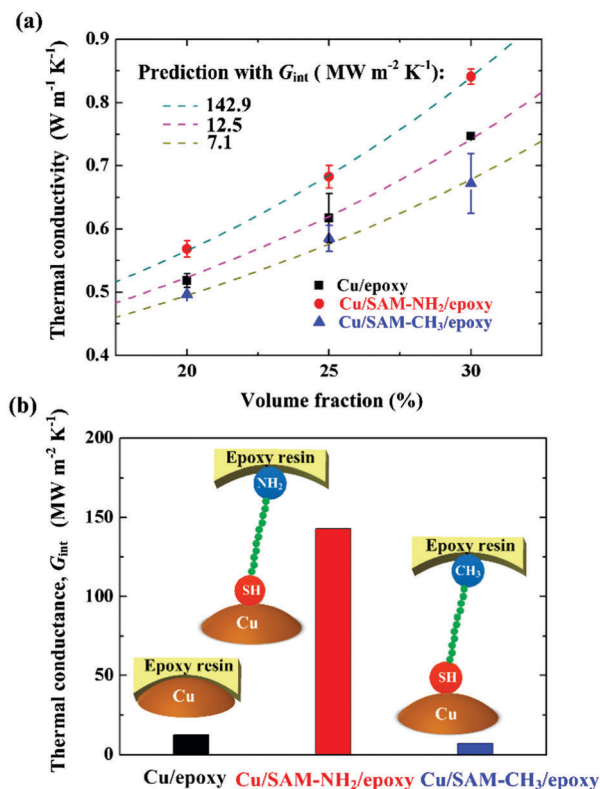 (a)
0.9
0.8
0.7
0.6
0.5
0.4
Thermal conductivity (W m⁻¹ K⁻¹)
Prediction with G_int ( MW m⁻² K⁻¹):
142.9
12.5
7.1
Cu/epoxy
Cu/SAM-NH₂/epoxy
Cu/SAM-CH₃/epoxy
20
25
30
Volume fraction (%)
(b)
200
150
100
50
0
Thermal conductance, G_int (MW m⁻² K⁻¹)
Epoxy resin
NH₂
SH
Cu
Epoxy resin
Cu
Epoxy resin
CH₃
SH
Cu
Cu/epoxy
Cu/SAM-NH₂/epoxy
Cu/SAM-CH₃/epoxy